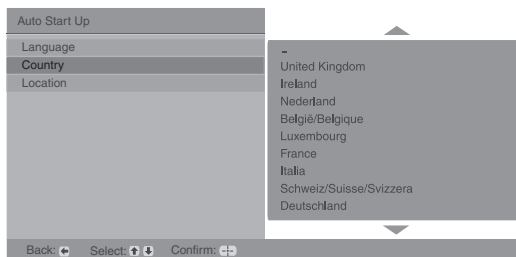 Auto Start Up
Language
Country
Location
–
United Kingdom
Ireland
Nederland
België/Belgique
Luxembourg
France
Italia
Schweiz/Suisse/Svizzera
Deutschland
Back: Select: Confirm: